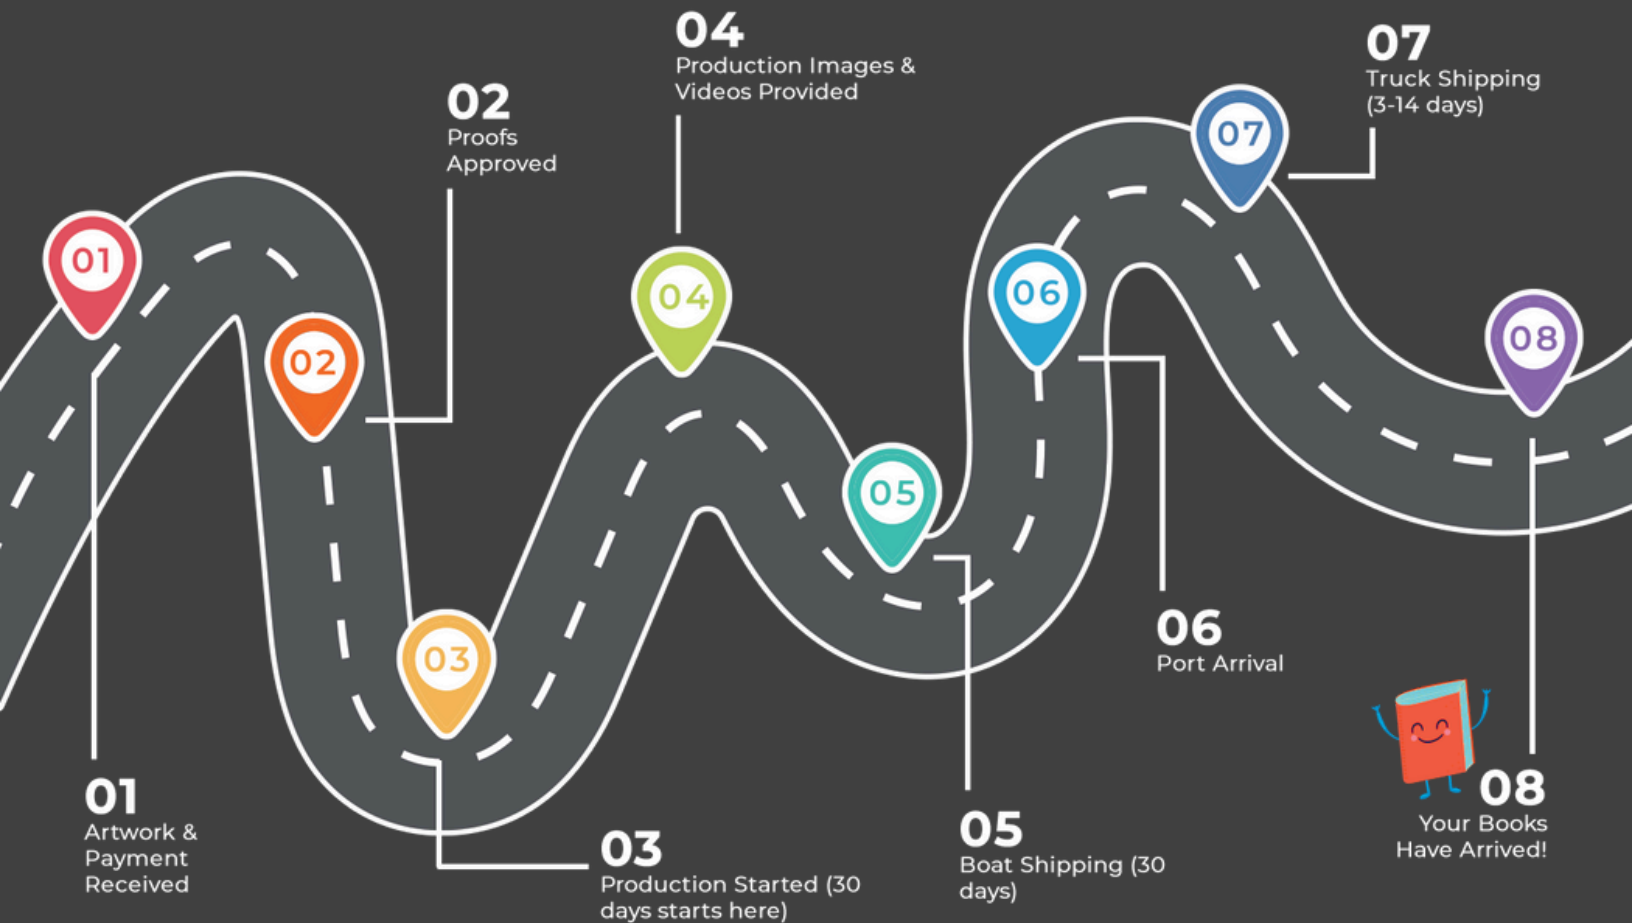 01
02
03
04
05
06
07
08
01
Artwork &
Payment
Received
02
Proofs
Approved
03
Production Started (30
days starts here)
04
Production Images &
Videos Provided
05
Boat Shipping (30
days)
06
Port Arrival
07
Truck Shipping
(3-14 days)
08
Your Books
Have Arrived!